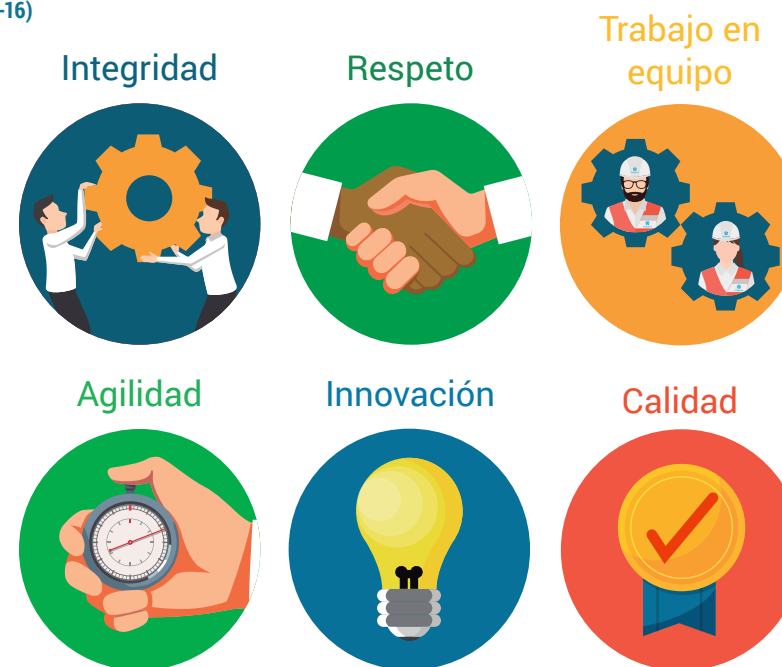 -16)
Integridad
Respeto
Trabajo en
equipo
Agilidad
Innovación
Calidad